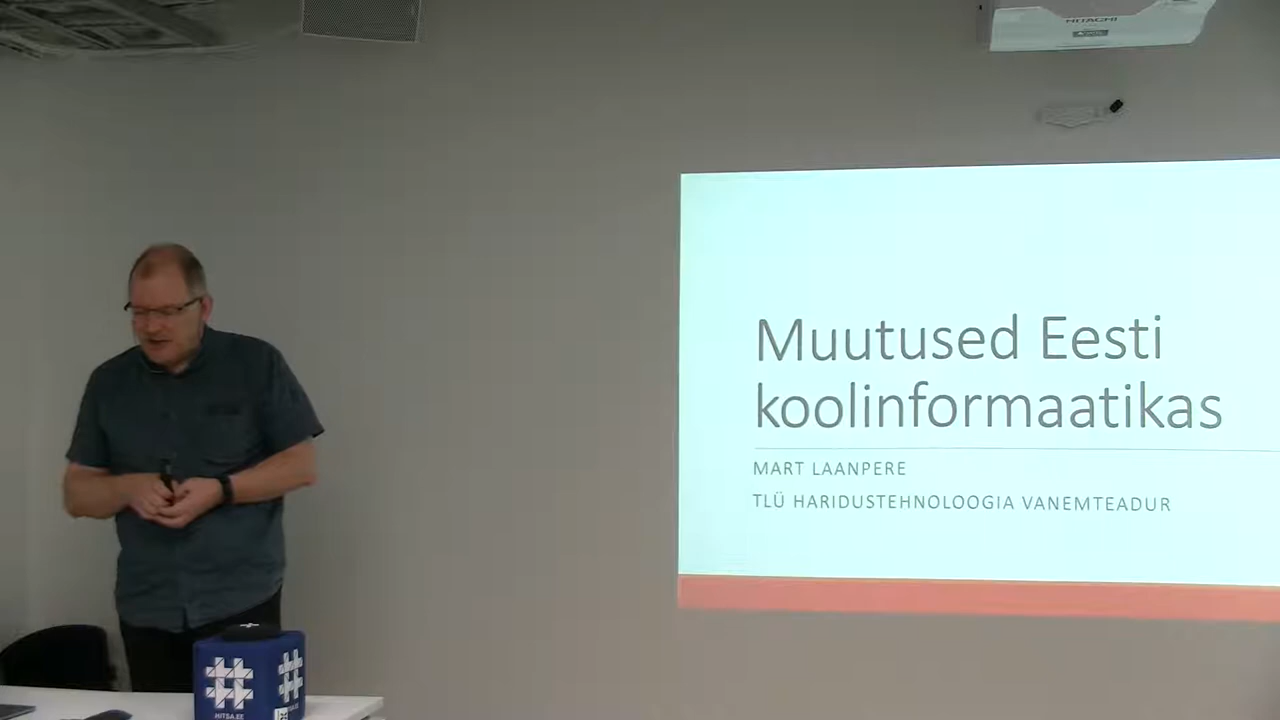 HITACHI
Muutused Eesti
koolinformaatikas
MART LAANPERE
TLÜ HARIDUSTEHNOLOOGIA VANEMTEADUR
HITSA.EE